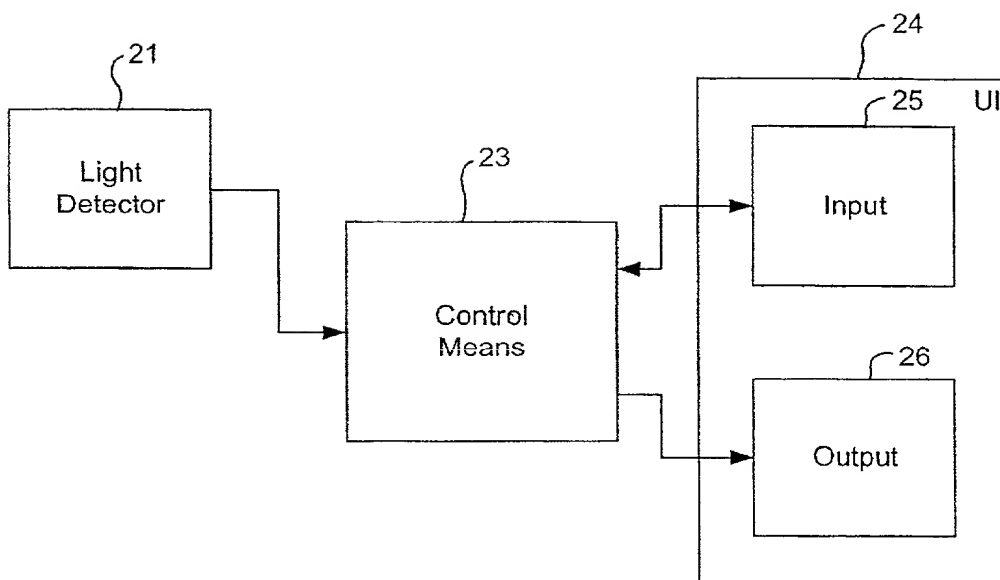 21
Light
Detector
23
Control
Means
24
UI
25
Input
26
Output